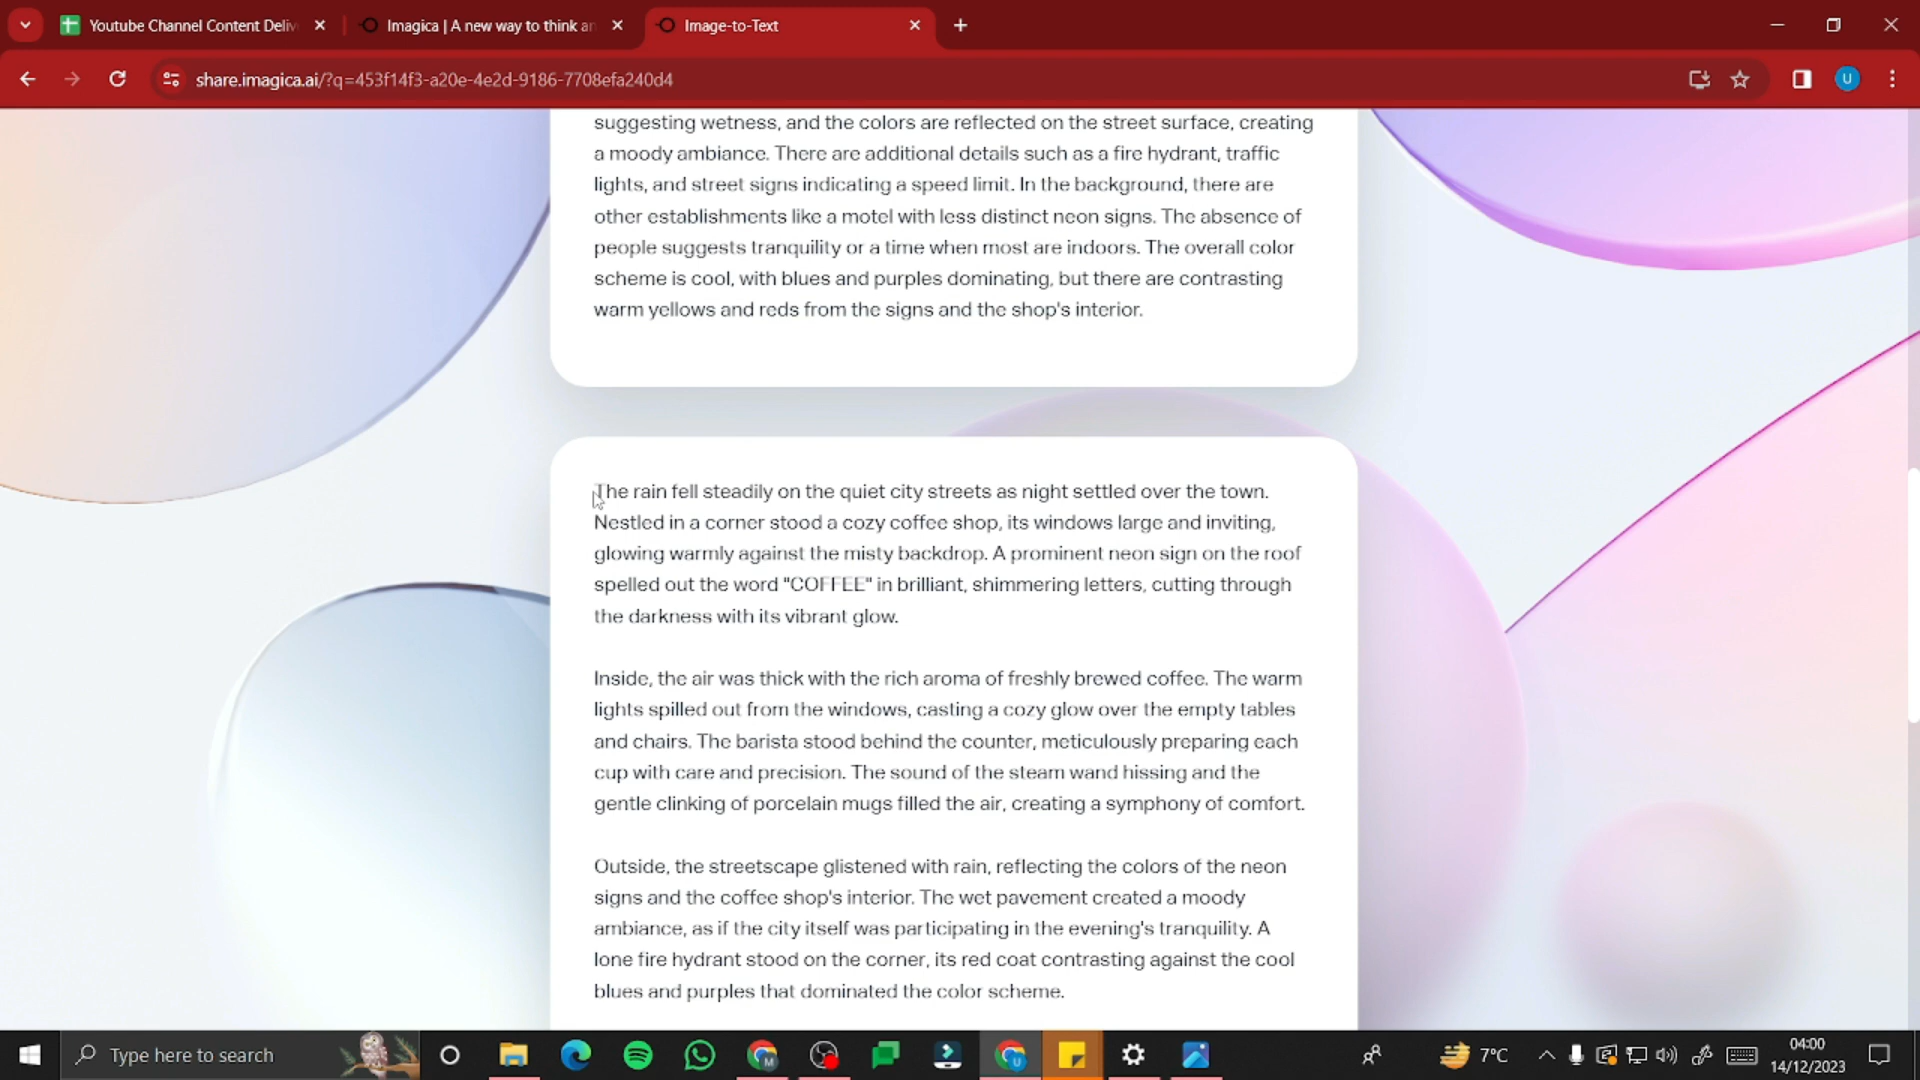 Youtube Channel Content Deliv
Imagica | A new way to think an
Image-to-Text
share.imagica.ai/?q=453f14f3-a20e-4e2d-9186-7708efa240d4
U
suggesting wetness, and the colors are reflected on the street surface, creating
a moody ambiance. There are additional details such as a fire hydrant, traffic
lights, and street signs indicating a speed limit. In the background, there are
other establishments like a motel with less distinct neon signs. The absence of
people suggests tranquility or a time when most are indoors. The overall color
scheme is cool, with blues and purples dominating, but there are contrasting
warm yellows and reds from the signs and the shop's interior.
The rain fell steadily on the quiet city streets as night settled over the town.
Nestled in a corner stood a cozy coffee shop, its windows large and inviting,
glowing warmly against the misty backdrop. A prominent neon sign on the roof
spelled out the word "COFFEE" in brilliant, shimmering letters, cutting through
the darkness with its vibrant glow.
Inside, the air was thick with the rich aroma of freshly brewed coffee. The warm
lights spilled out from the windows, casting a cozy glow over the empty tables
and chairs. The barista stood behind the counter, meticulously preparing each
cup with care and precision. The sound of the steam wand hissing and the
gentle clinking of porcelain mugs filled the air, creating a symphony of comfort.
Outside, the streetscape glistened with rain, reflecting the colors of the neon
signs and the coffee shop's interior. The wet pavement created a moody
ambiance, as if the city itself was participating in the evening's tranquility. A
lone fire hydrant stood on the corner, its red coat contrasting against the cool
blues and purples that dominated the color scheme.
Type here to search
7°C
04:00
14/12/2023